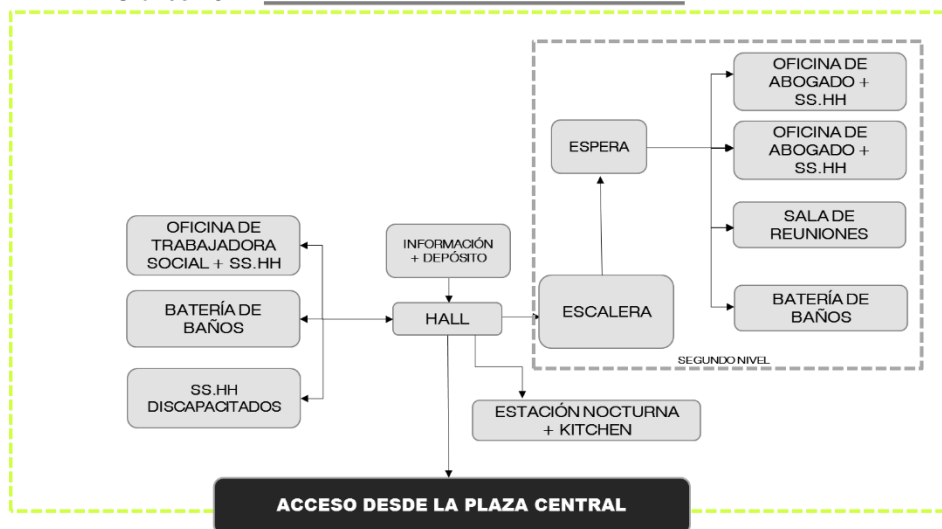 OFICINA DE
ABOGADO +
SS.HH
ESPERA
OFICINA DE
ABOGADO +
SS.HH
OFICINA DE
TRABAJADORA
SOCIAL + SS.HH
INFORMACIÓN
+ DEPÓSITO
SALA DE
REUNIONES
BATERÍA DE
BAÑOS
HALL
ESCALERA
BATERÍA DE
BAÑOS
SEGUNDO NIVEL
SS.HH
DISCAPACITADOS
ESTACIÓN NOCTURNA
+ KITCHEN
ACCESO DESDE LA PLAZA CENTRAL